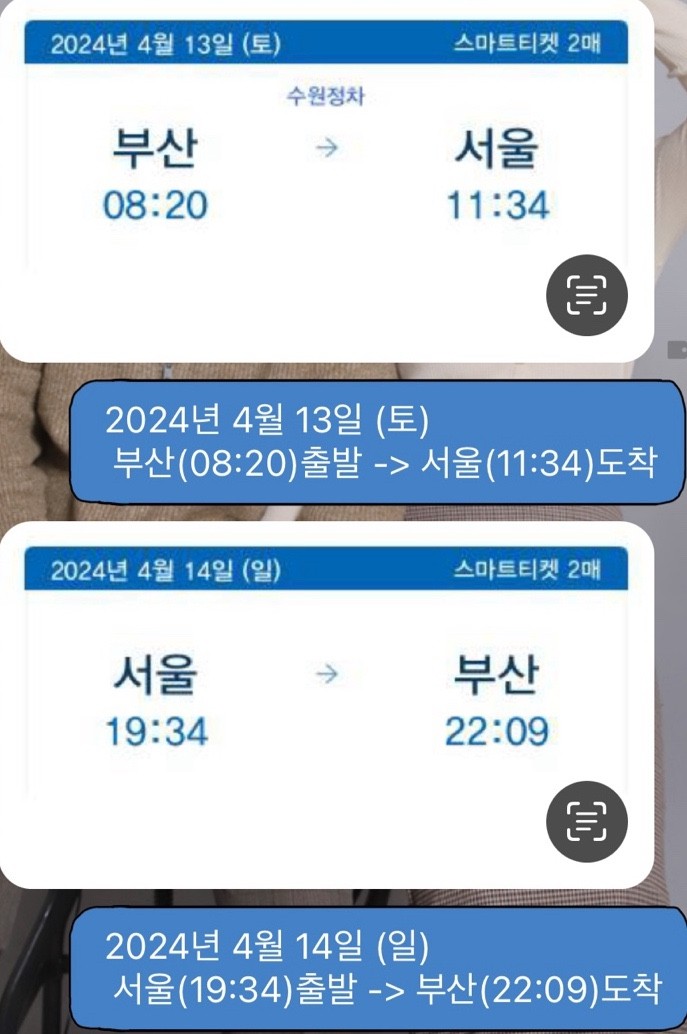 2024년 4월 13일 (토) 스마트티켓 2매
수원정차
부산 → 서울
08:20 11:34
2024년 4월 13일 (토)
부산(08:20)출발 -> 서울(11:34)도착
2024년 4월 14일 (일) 스마트티켓 2매
서울 → 부산
19:34 22:09
2024년 4월 14일 (일)
서울(19:34)출발 -> 부산(22:09)도착